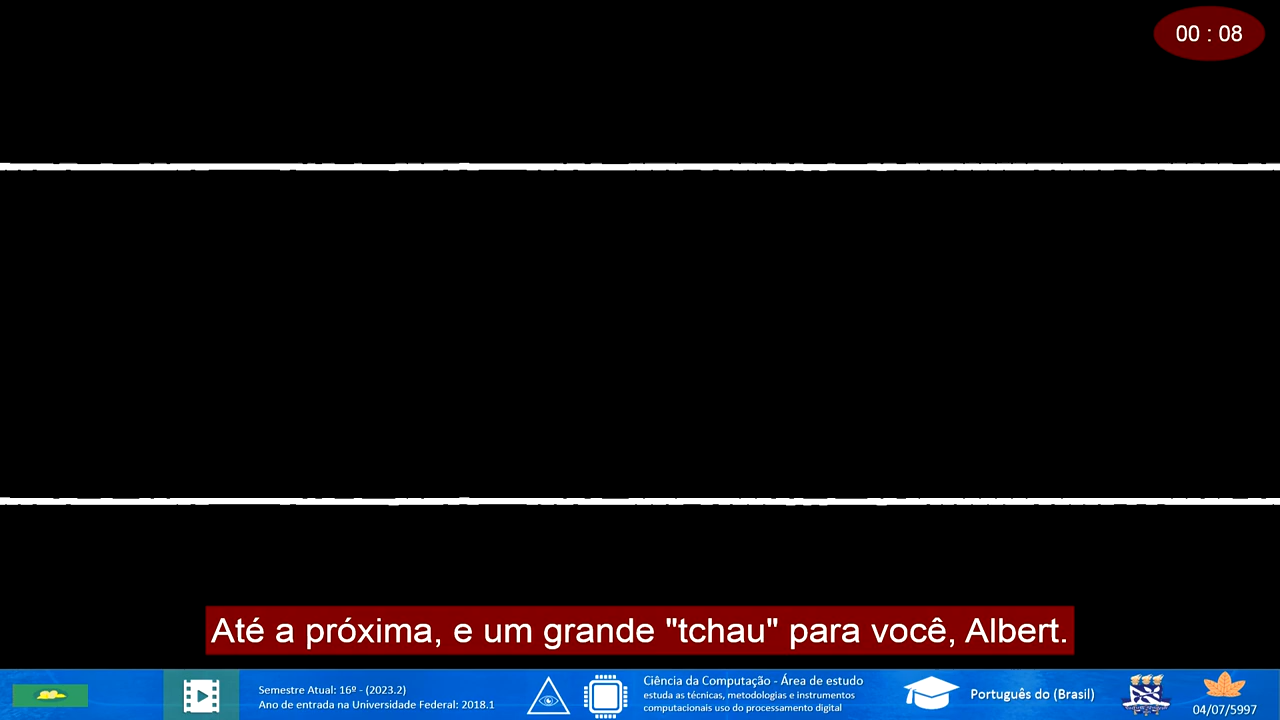 00 : 08
Até a próxima, e um grande "tchau" para você, Albert.
Semestre Atual: 16º - (2023.2)
Ano de entrada na Universidade Federal: 2018.1
Ciência da Computação - Área de estudo
estuda as técnicas, metodologias e instrumentos
computacionais uso do processamento digital
Português do (Brasil)
04/07/5997